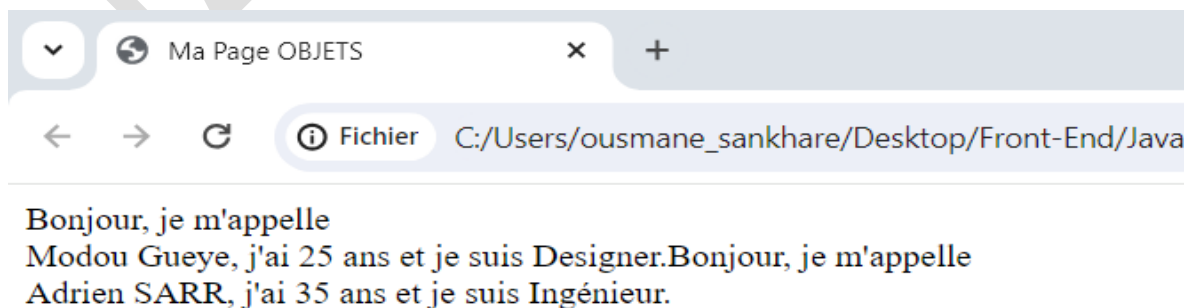 Ma Page OBJETS
Fichier C:/Users/ousmane_sankhare/Desktop/Front-End/Java
Bonjour, je m'appelle
Modou Gueye, j'ai 25 ans et je suis Designer.Bonjour, je m'appelle
Adrien SARR, j'ai 35 ans et je suis Ingénieur.